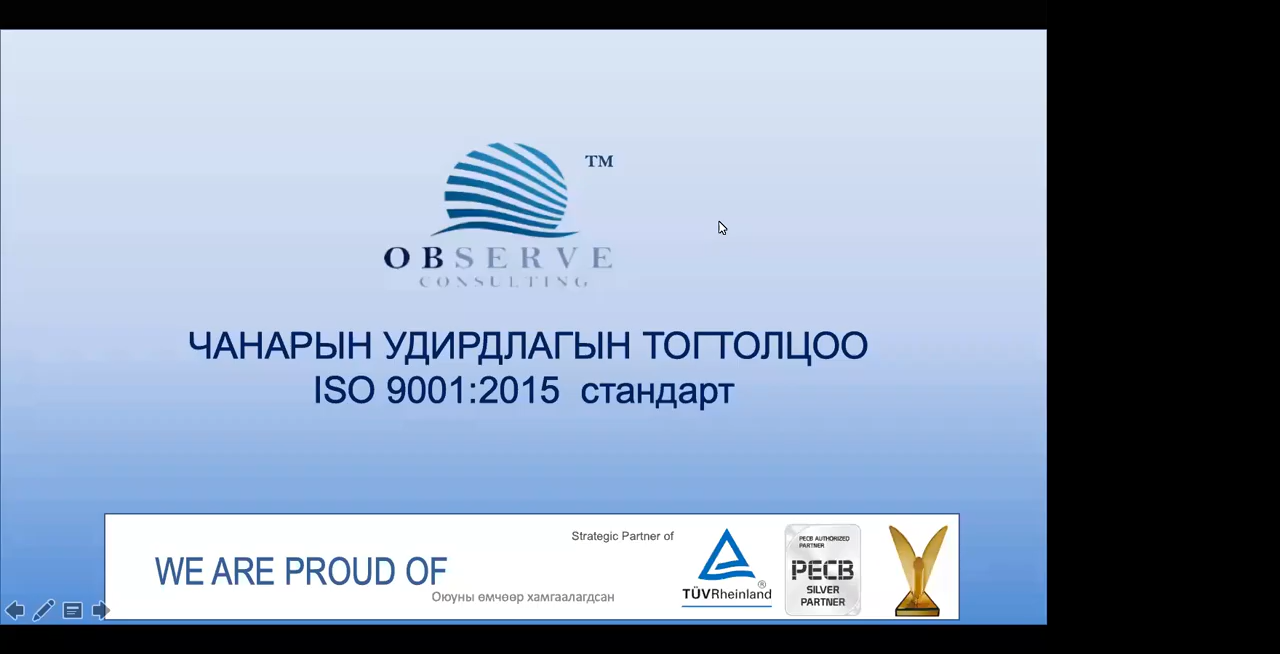 TM
OBSERVE
CONSULTING
ЧАНАРЫН УДИРДЛАГЫН ТОГТОЛЦОО
ISO 9001:2015 стандарт
Strategic Partner of
WE ARE PROUD OF
Оюуны өмчөөр хамгаалагдсан
TÜVRheinland®
PECB AUTHORIZED
PARTNER
PECB
SILVER
PARTNER